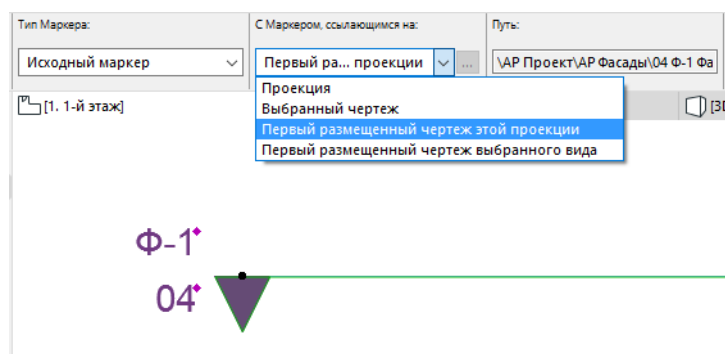 Тип Маркера:
С Маркером, ссылающимся на:
Путь:
Исходный маркер
Первый ра... проекции
...
\АР Проект\АР Фасады\04 Ф-1 Фа
Проекция
[1. 1-й этаж]
Выбранный чертеж
[3D
Первый размещенный чертеж этой проекции
Первый размещенный чертеж выбранного вида
Ф-1
04